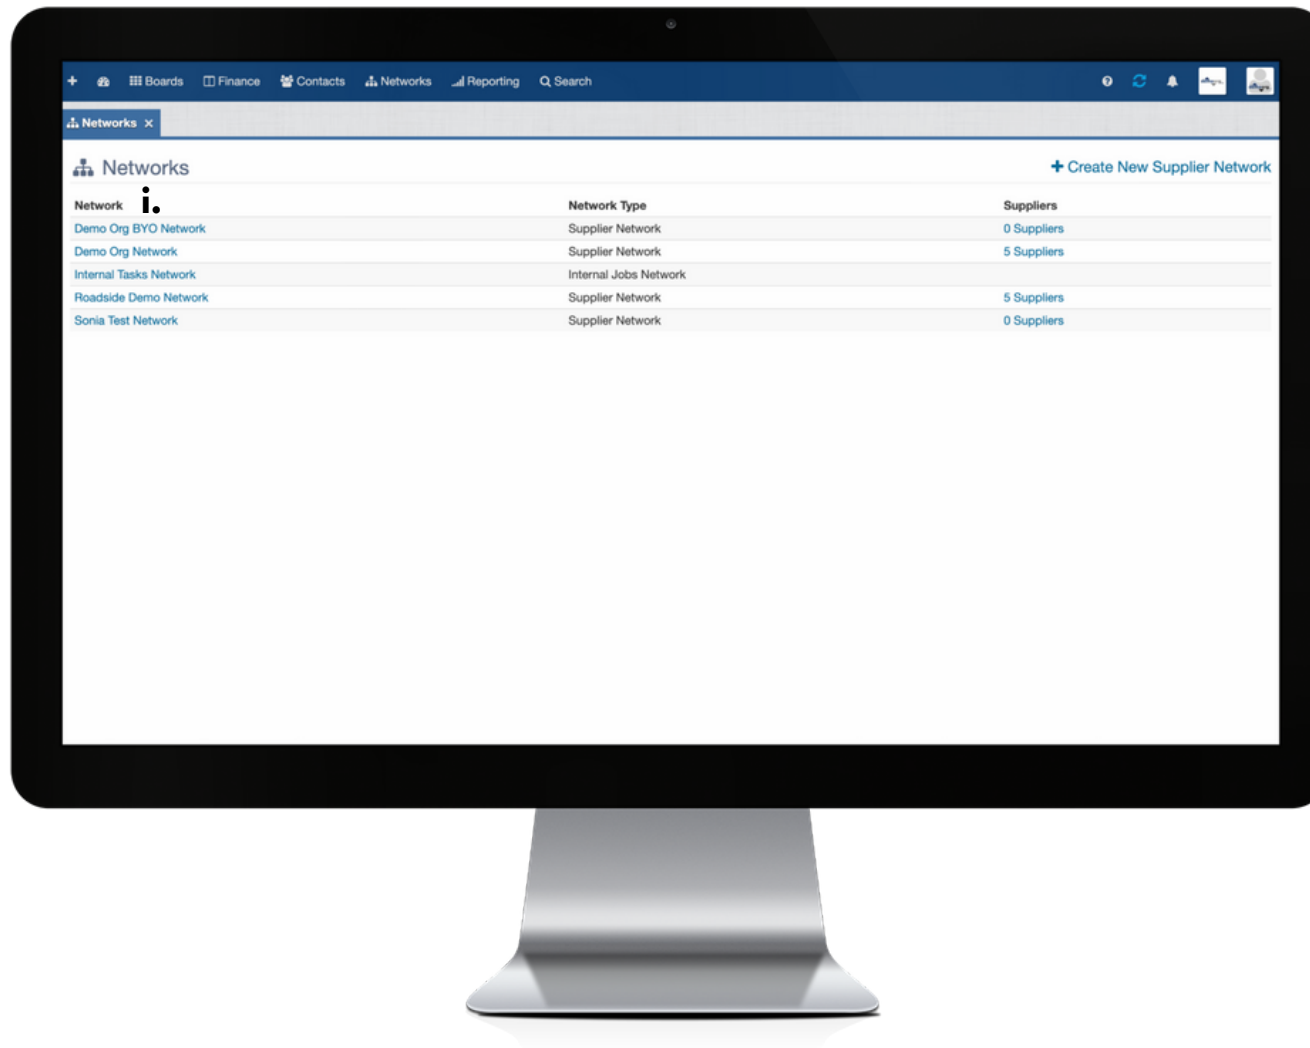 Boards Finance Contacts Networks Reporting Search
Networks
Networks
+ Create New Supplier Network
i.
Network Network Type Suppliers
Demo Org BYO Network Supplier Network 0 Suppliers
Demo Org Network Supplier Network 5 Suppliers
Internal Tasks Network Internal Jobs Network
Roadside Demo Network Supplier Network 5 Suppliers
Sonia Test Network Supplier Network 0 Suppliers